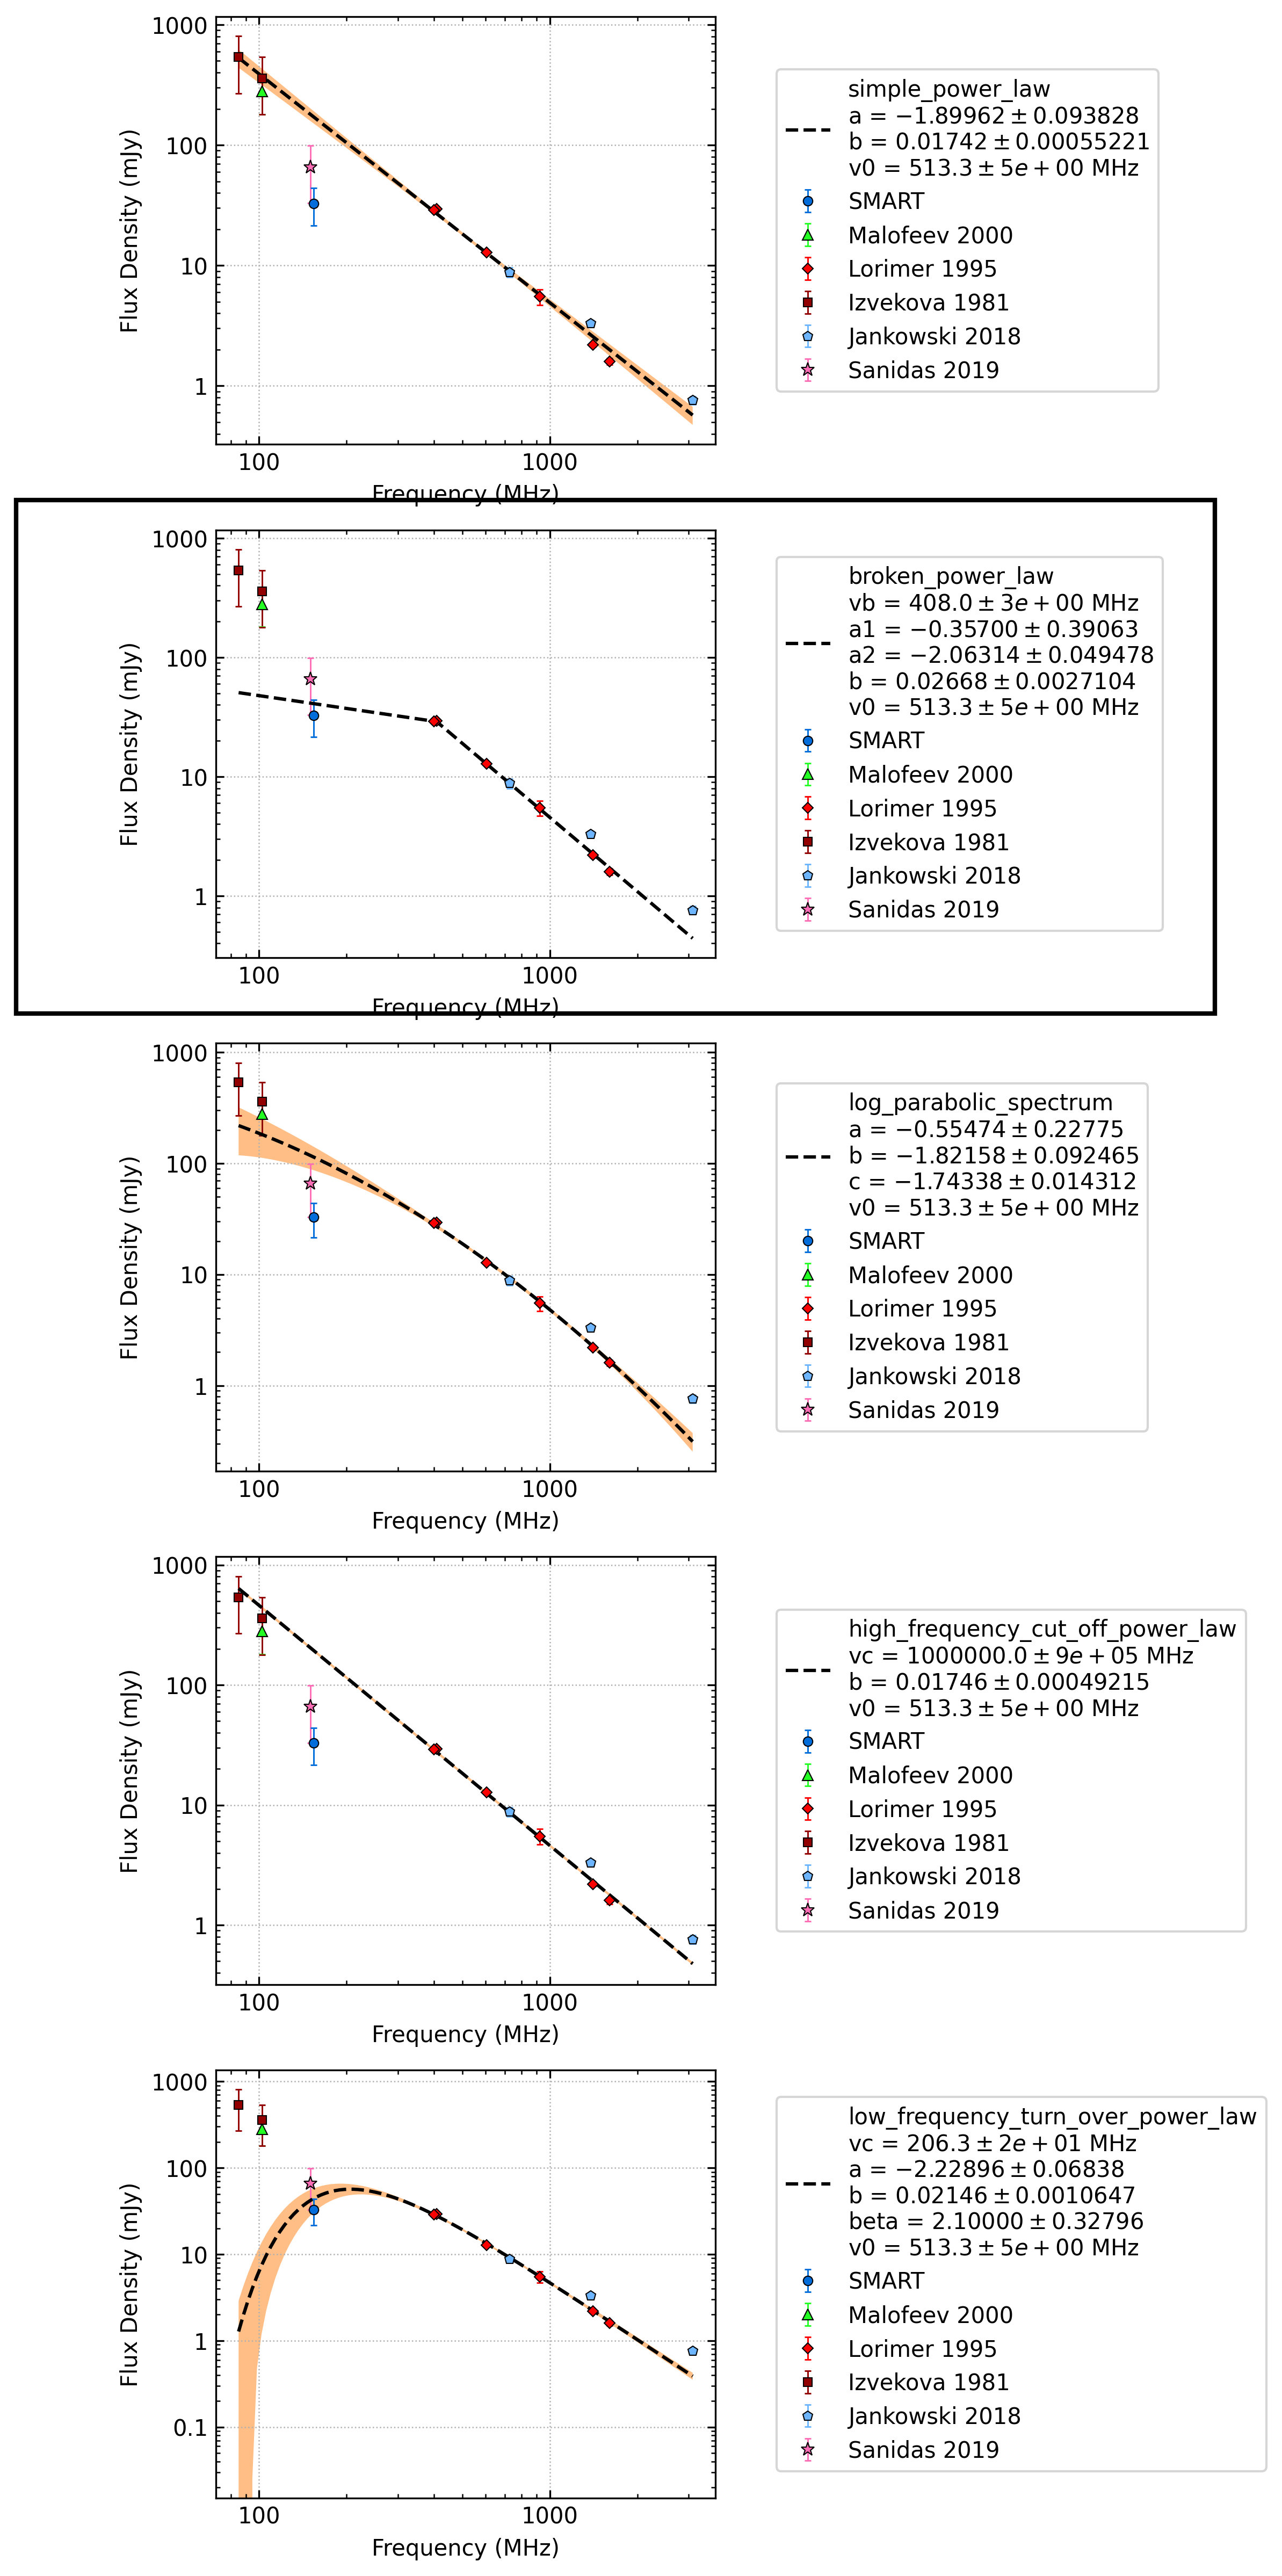 1000
100
10
1
Flux Density (mJy)
100
1000
Frequency (MHz)
simple_power_law
a = −1.89962 ± 0.093828
b = 0.01742 ± 0.00055221
v0 = 513.3 ± 5e + 00 MHz
SMART
Malofeev 2000
Lorimer 1995
Izvekova 1981
Jankowski 2018
Sanidas 2019
1000
100
10
1
Flux Density (mJy)
100
1000
Frequency (MHz)
broken_power_law
vb = 408.0 ± 3e + 00 MHz
a1 = −0.35700 ± 0.39063
a2 = −2.06314 ± 0.049478
b = 0.02668 ± 0.0027104
v0 = 513.3 ± 5e + 00 MHz
SMART
Malofeev 2000
Lorimer 1995
Izvekova 1981
Jankowski 2018
Sanidas 2019
1000
100
10
1
Flux Density (mJy)
100
1000
Frequency (MHz)
log_parabolic_spectrum
a = −0.55474 ± 0.22775
b = −1.82158 ± 0.092465
c = −1.74338 ± 0.014312
v0 = 513.3 ± 5e + 00 MHz
SMART
Malofeev 2000
Lorimer 1995
Izvekova 1981
Jankowski 2018
Sanidas 2019
1000
100
10
1
Flux Density (mJy)
100
1000
Frequency (MHz)
high_frequency_cut_off_power_law
vc = 1000000.0 ± 9e + 05 MHz
b = 0.01746 ± 0.00049215
v0 = 513.3 ± 5e + 00 MHz
SMART
Malofeev 2000
Lorimer 1995
Izvekova 1981
Jankowski 2018
Sanidas 2019
1000
100
10
1
0.1
Flux Density (mJy)
100
1000
Frequency (MHz)
low_frequency_turn_over_power_law
vc = 206.3 ± 2e + 01 MHz
a = −2.22896 ± 0.06838
b = 0.02146 ± 0.0010647
beta = 2.10000 ± 0.32796
v0 = 513.3 ± 5e + 00 MHz
SMART
Malofeev 2000
Lorimer 1995
Izvekova 1981
Jankowski 2018
Sanidas 2019